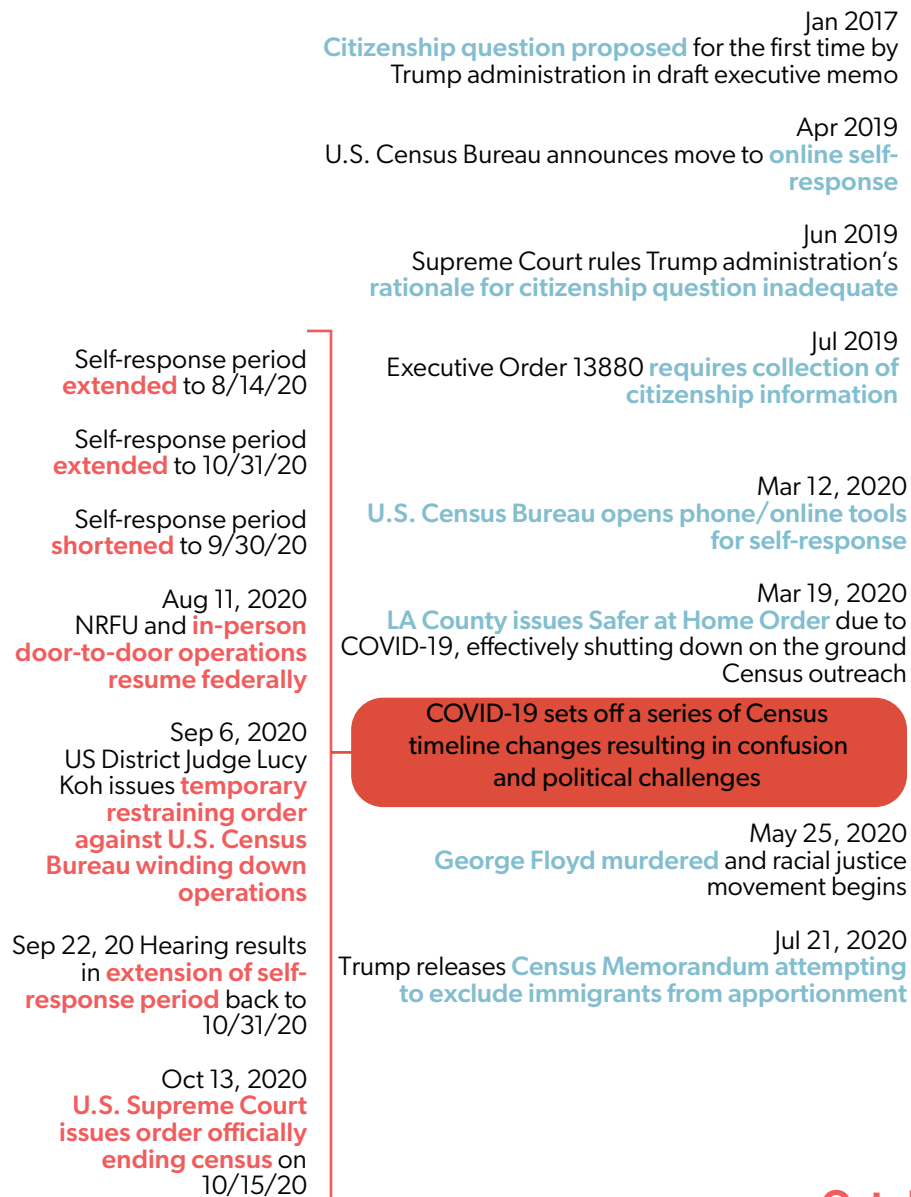 Jan 2017
Citizenship question proposed for the first time by
Trump administration in draft executive memo
Apr 2019
U.S. Census Bureau announces move to online self-
response
Jun 2019
Supreme Court rules Trump administration's
rationale for citizenship question inadequate
Jul 2019
Executive Order 13880 requires collection of
citizenship information
Mar 12, 2020
U.S. Census Bureau opens phone/online tools
for self-response
Mar 19, 2020
LA County issues Safer at Home Order due to
COVID-19, effectively shutting down on the ground
Census outreach
COVID-19 sets off a series of Census
timeline changes resulting in confusion
and political challenges
May 25, 2020
George Floyd murdered and racial justice
movement begins
Jul 21, 2020
Trump releases Census Memorandum attempting
to exclude immigrants from apportionment
Self-response period
extended to 8/14/20
Self-response period
extended to 10/31/20
Self-response period
shortened to 9/30/20
Aug 11, 2020
NRFU and in-person
door-to-door operations
resume federally
Sep 6, 2020
US District Judge Lucy
Koh issues temporary
restraining order
against U.S. Census
Bureau winding down
operations
Sep 22, 20 Hearing results
in extension of self-
response period back to
10/31/20
Oct 13, 2020
U.S. Supreme Court
issues order officially
ending census on
10/15/20